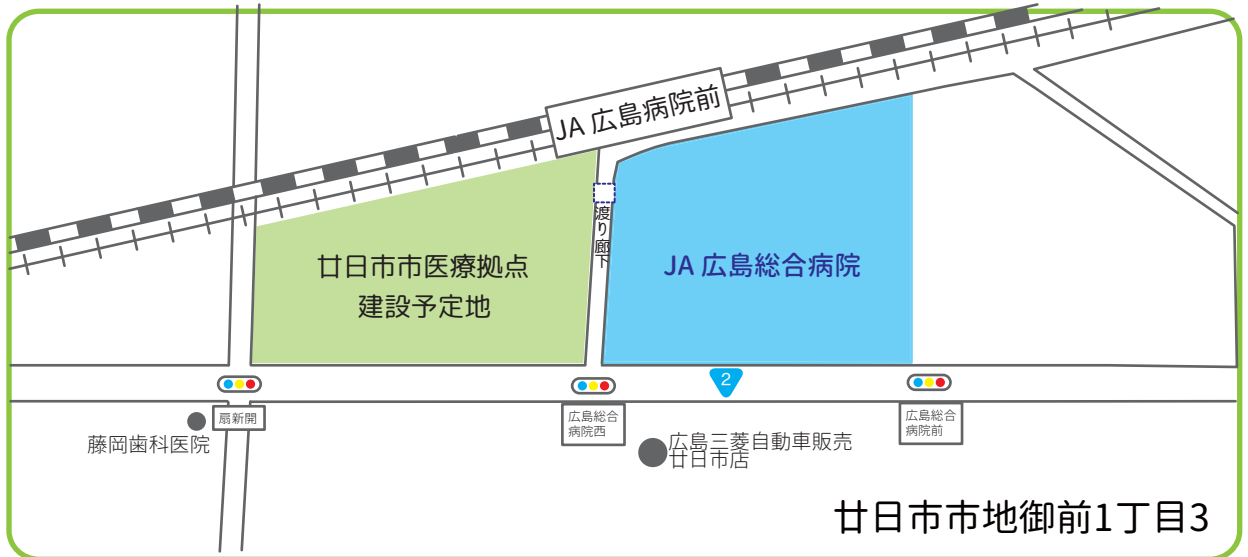 JA 広島病院前
渡り廊下
廿日市市医療拠点
建設予定地
JA 広島総合病院
2
扇新開
広島総合
病院西
広島総合
病院前
藤岡歯科医院
広島三菱自動車販売
廿日市店
廿日市市地御前1丁目3